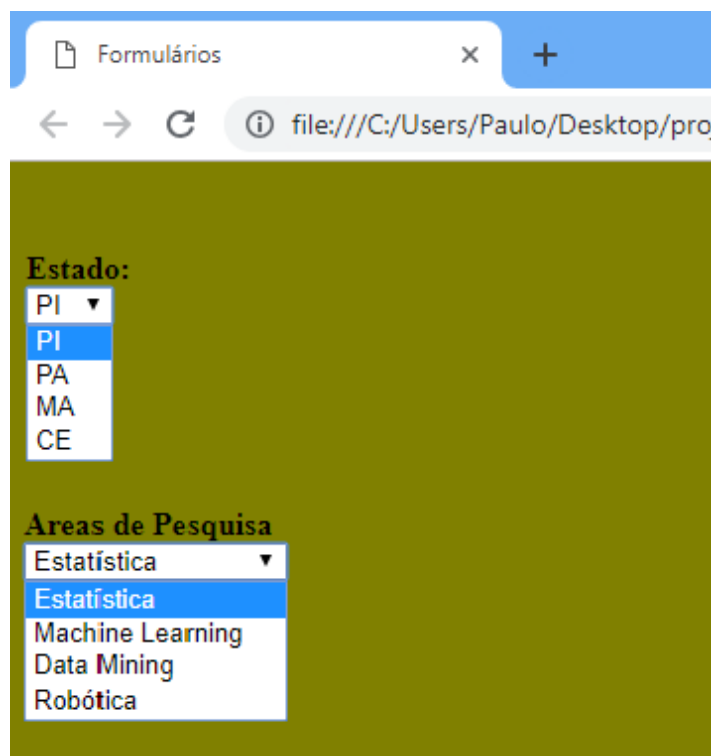 Formulários
file:///C:/Users/Paulo/Desktop/pro
Estado:
PI
PI
PA
MA
CE
Areas de Pesquisa
Estatística
Estatística
Machine Learning
Data Mining
Robótica